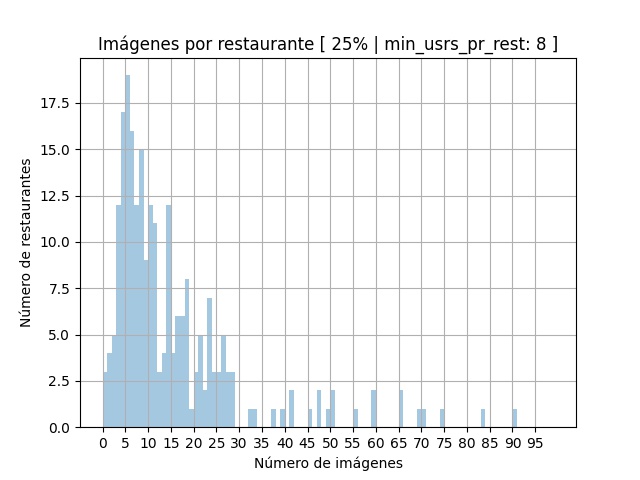 Imágenes por restaurante [ 25% | min_usrs_pr_rest: 8 ]
Número de restaurantes
17.5
15.0
12.5
10.0
7.5
5.0
2.5
0.0
0 5 10 15 20 25 30 35 40 45 50 55 60 65 70 75 80 85 90 95
Número de imágenes